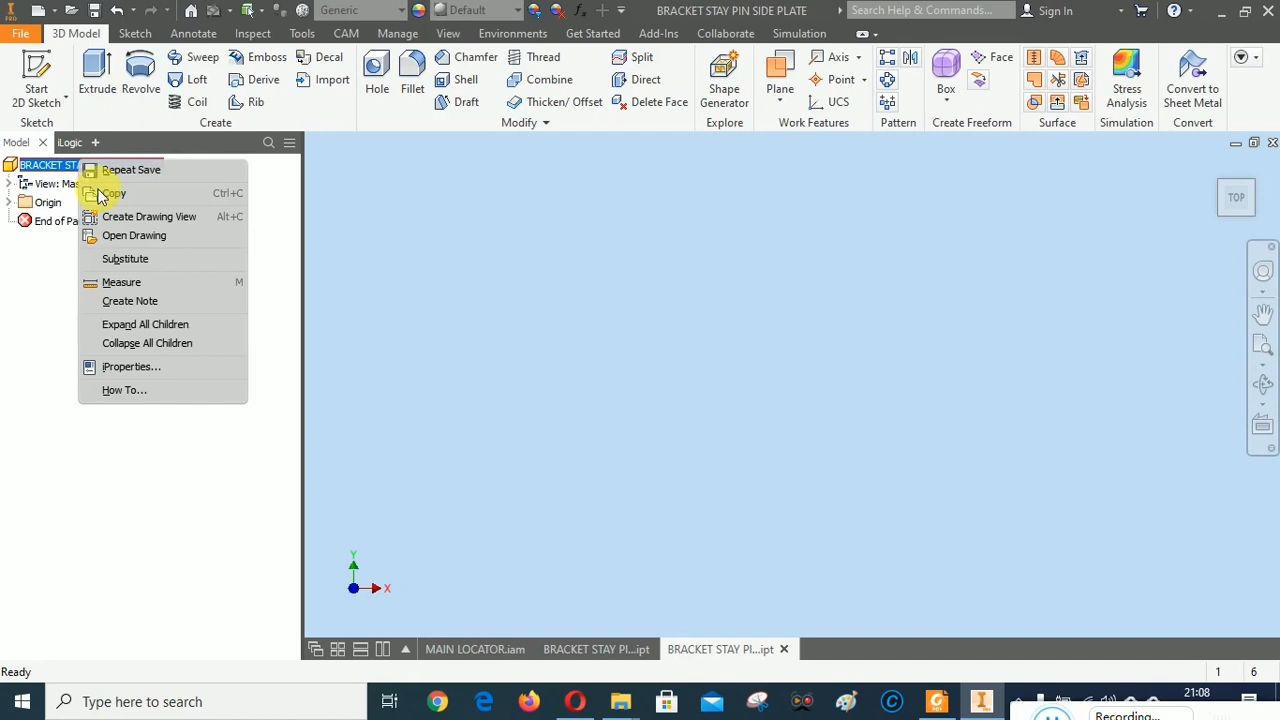 PRO
Generic
Default
BRACKET STAY PIN SIDE PLATE
Search Help & Commands...
Sign In
File
3D Model
Sketch
Annotate
Inspect
Tools
CAM
Manage
View
Environments
Get Started
Add-Ins
Collaborate
Simulation
Start
2D Sketch
Extrude
Revolve
Sweep
Emboss
Decal
Loft
Derive
Import
Coil
Rib
Hole
Fillet
Chamfer
Thread
Split
Shell
Combine
Direct
Draft
Thicken/ Offset
Delete Face
Shape
Generator
Plane
Axis
Point
UCS
Box
Face
Stress
Analysis
Convert to
Sheet Metal
Sketch
Create
Modify
Explore
Work Features
Pattern
Create Freeform
Surface
Simulation
Convert
Model
iLogic
BRACKET STA
View: Mas
Origin
End of Pa
Repeat Save
Copy Ctrl+C
Create Drawing View Alt+C
Open Drawing
Substitute
Measure M
Create Note
Expand All Children
Collapse All Children
iProperties...
How To...
TOP
Y
X
MAIN LOCATOR.iam
BRACKET STAY PI...ipt
BRACKET STAY PI...ipt
Ready
1 6
Type here to search
21:08
Recording...